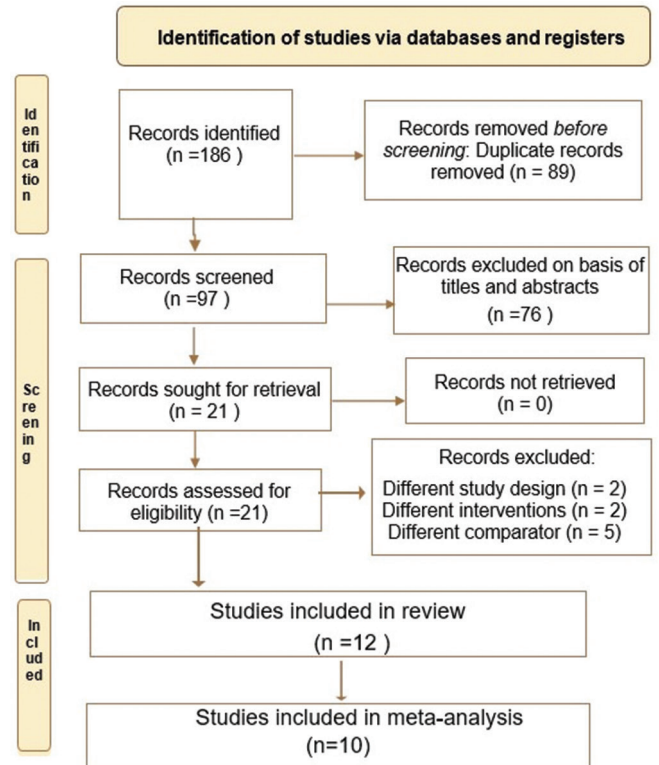 Identification of studies via databases and registers
Id
en
tifi
ca
tio
n
Records identified
(n =186 )
Records removed before
screening: Duplicate records
removed (n = 89)
Sc
re
en
in
g
Records screened
(n =97 )
Records excluded on basis of
titles and abstracts
(n =76 )
Records sought for retrieval
(n = 21 )
Records not retrieved
(n = 0)
Records assessed for
eligibility (n =21)
Records excluded:
Different study design (n = 2)
Different interventions (n = 2)
Different comparator (n = 5)
In
cl
ud
ed
Studies included in review
(n =12 )
Studies included in meta-analysis
(n=10)